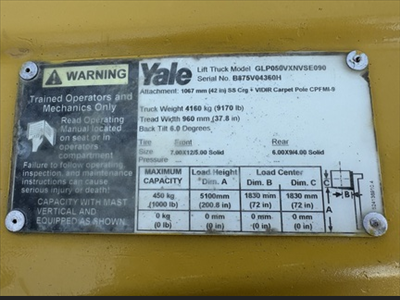 WARNING
Trained Operators and
Mechanics Only
Read Operating
Manual located
on seat or in
operators
compartment
Failure to follow operating,
inspection, and maintenance
instructions can cause
serious injury or death
CAPACITY WITH MAST
VERTICAL AND
EQUIPPED AS SHOWN.
Yale
Lift Truck Model GLP050VXNVSE090
Serial No. B875V04360H
Attachment: 1067 mm (42 in) SS Crg + VIDIR Carpet Pole CPFMI-9
Truck Weight 4160 kg (9170 lb)
Tread Width 960 mm (37.8 in)
Back Tilt 6.0 Degrees
Tire Front Rear
Size 7.00X12/5.00 Solid 6.00X9/4.00 Solid
Pressure
MAXIMUM CAPACITY Load Height Dim. A Load Center Dim. B Dim. C
450 kg (1000 lb) 5100mm (200.8 in) 1830 mm (72 in) 1830 mm (72 in)
0 kg (0 lb) 0 mm (0 in) 0 mm (0 in) 0 mm (0 in)
C
B
A